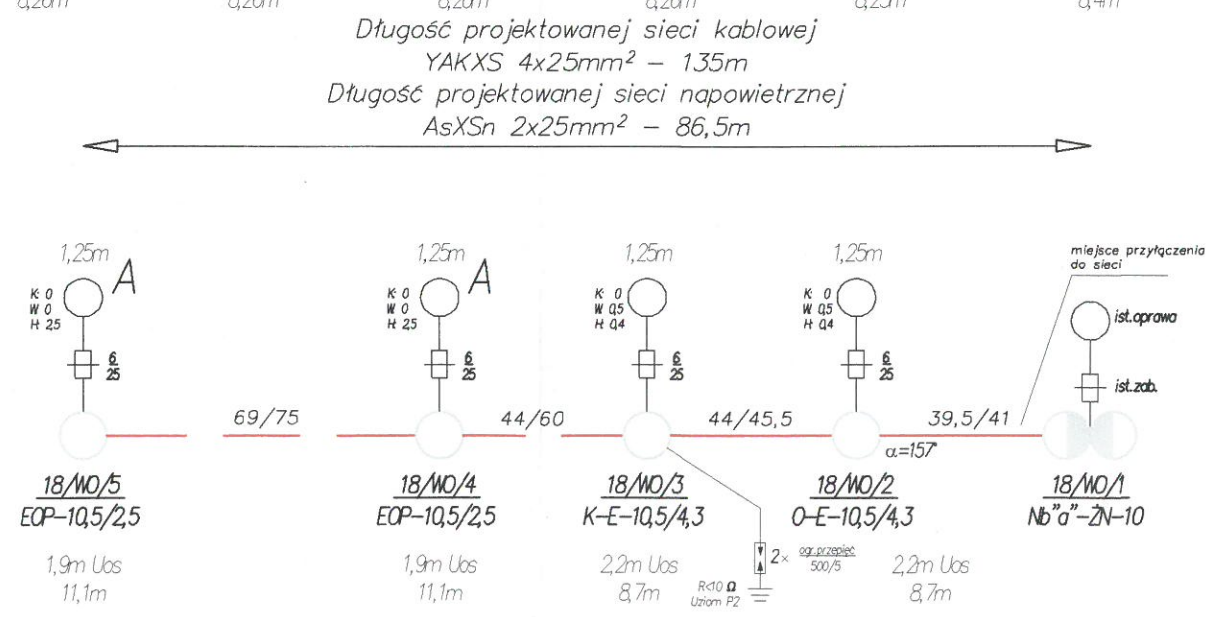 Długość projektowanej sieci kablowej
YAKXS 4x25mm² – 135m
Długość projektowanej sieci napowietrznej
AsXSn 2x25mm² – 86,5m
1,25m 1,25m 1,25m 1,25m
miejsce przyłączenia
do sieci
A A
K: 0 K: 0 K: 0 K: 0
W 0 W 0 W 0,5 W 0,5
H: 2,5 H: 2,5 H: 0,4 H: 0,4
ist.oprawa
6 6 6 6
25 25 25 25
ist.zab.
69/75 44/60 44/45,5 39,5/41
α=157°
18/WO/5 18/WO/4 18/WO/3 18/WO/2 18/WO/1
EOP-10,5/2,5 EOP-10,5/2,5 K-E-10,5/4,3 O-E-10,5/4,3 Nb"a"-ŻN-10
1,9m Uos 1,9m Uos 2,2m Uos 2x ogr.przepięć 2,2m Uos
500/5
11,1m 11,1m 8,7m R<10 Ω 8,7m
Uziom P2